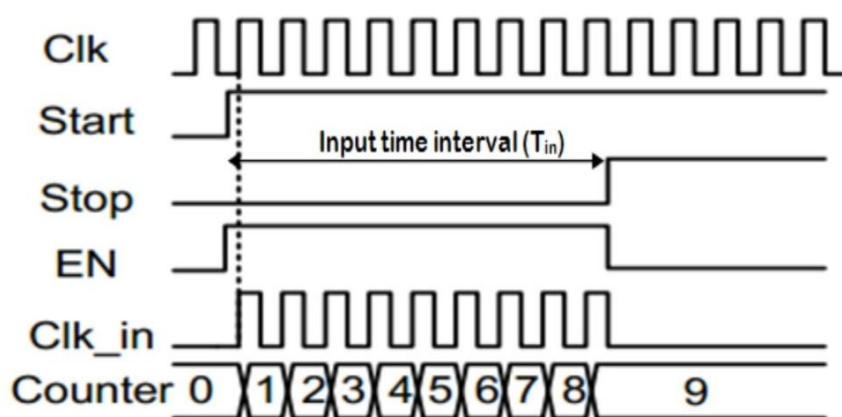 Clk
Start
Input time interval (Tin)
Stop
EN
Clk_in
Counter 0 1 2 3 4 5 6 7 8 9